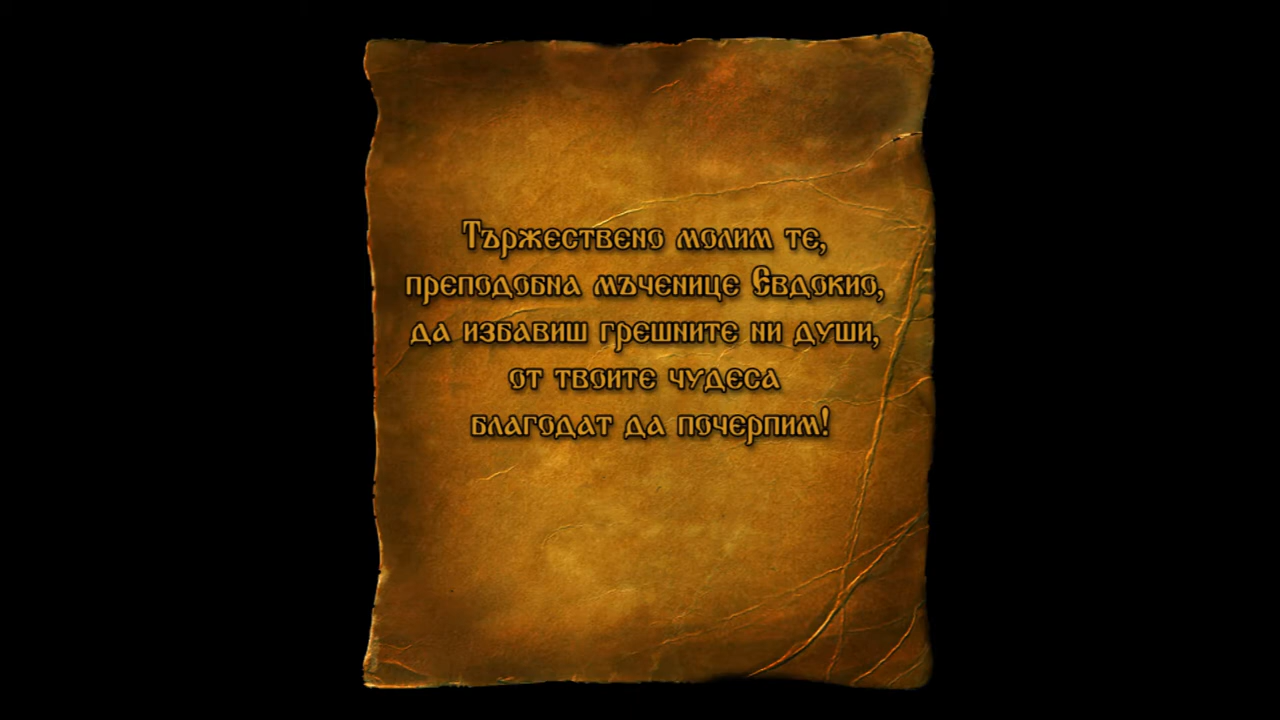 Тържествено молим те,
преподобна мъченице Евдокио,
да избавиш грешните ни души,
от твоите чудеса
благодат да почерпим!